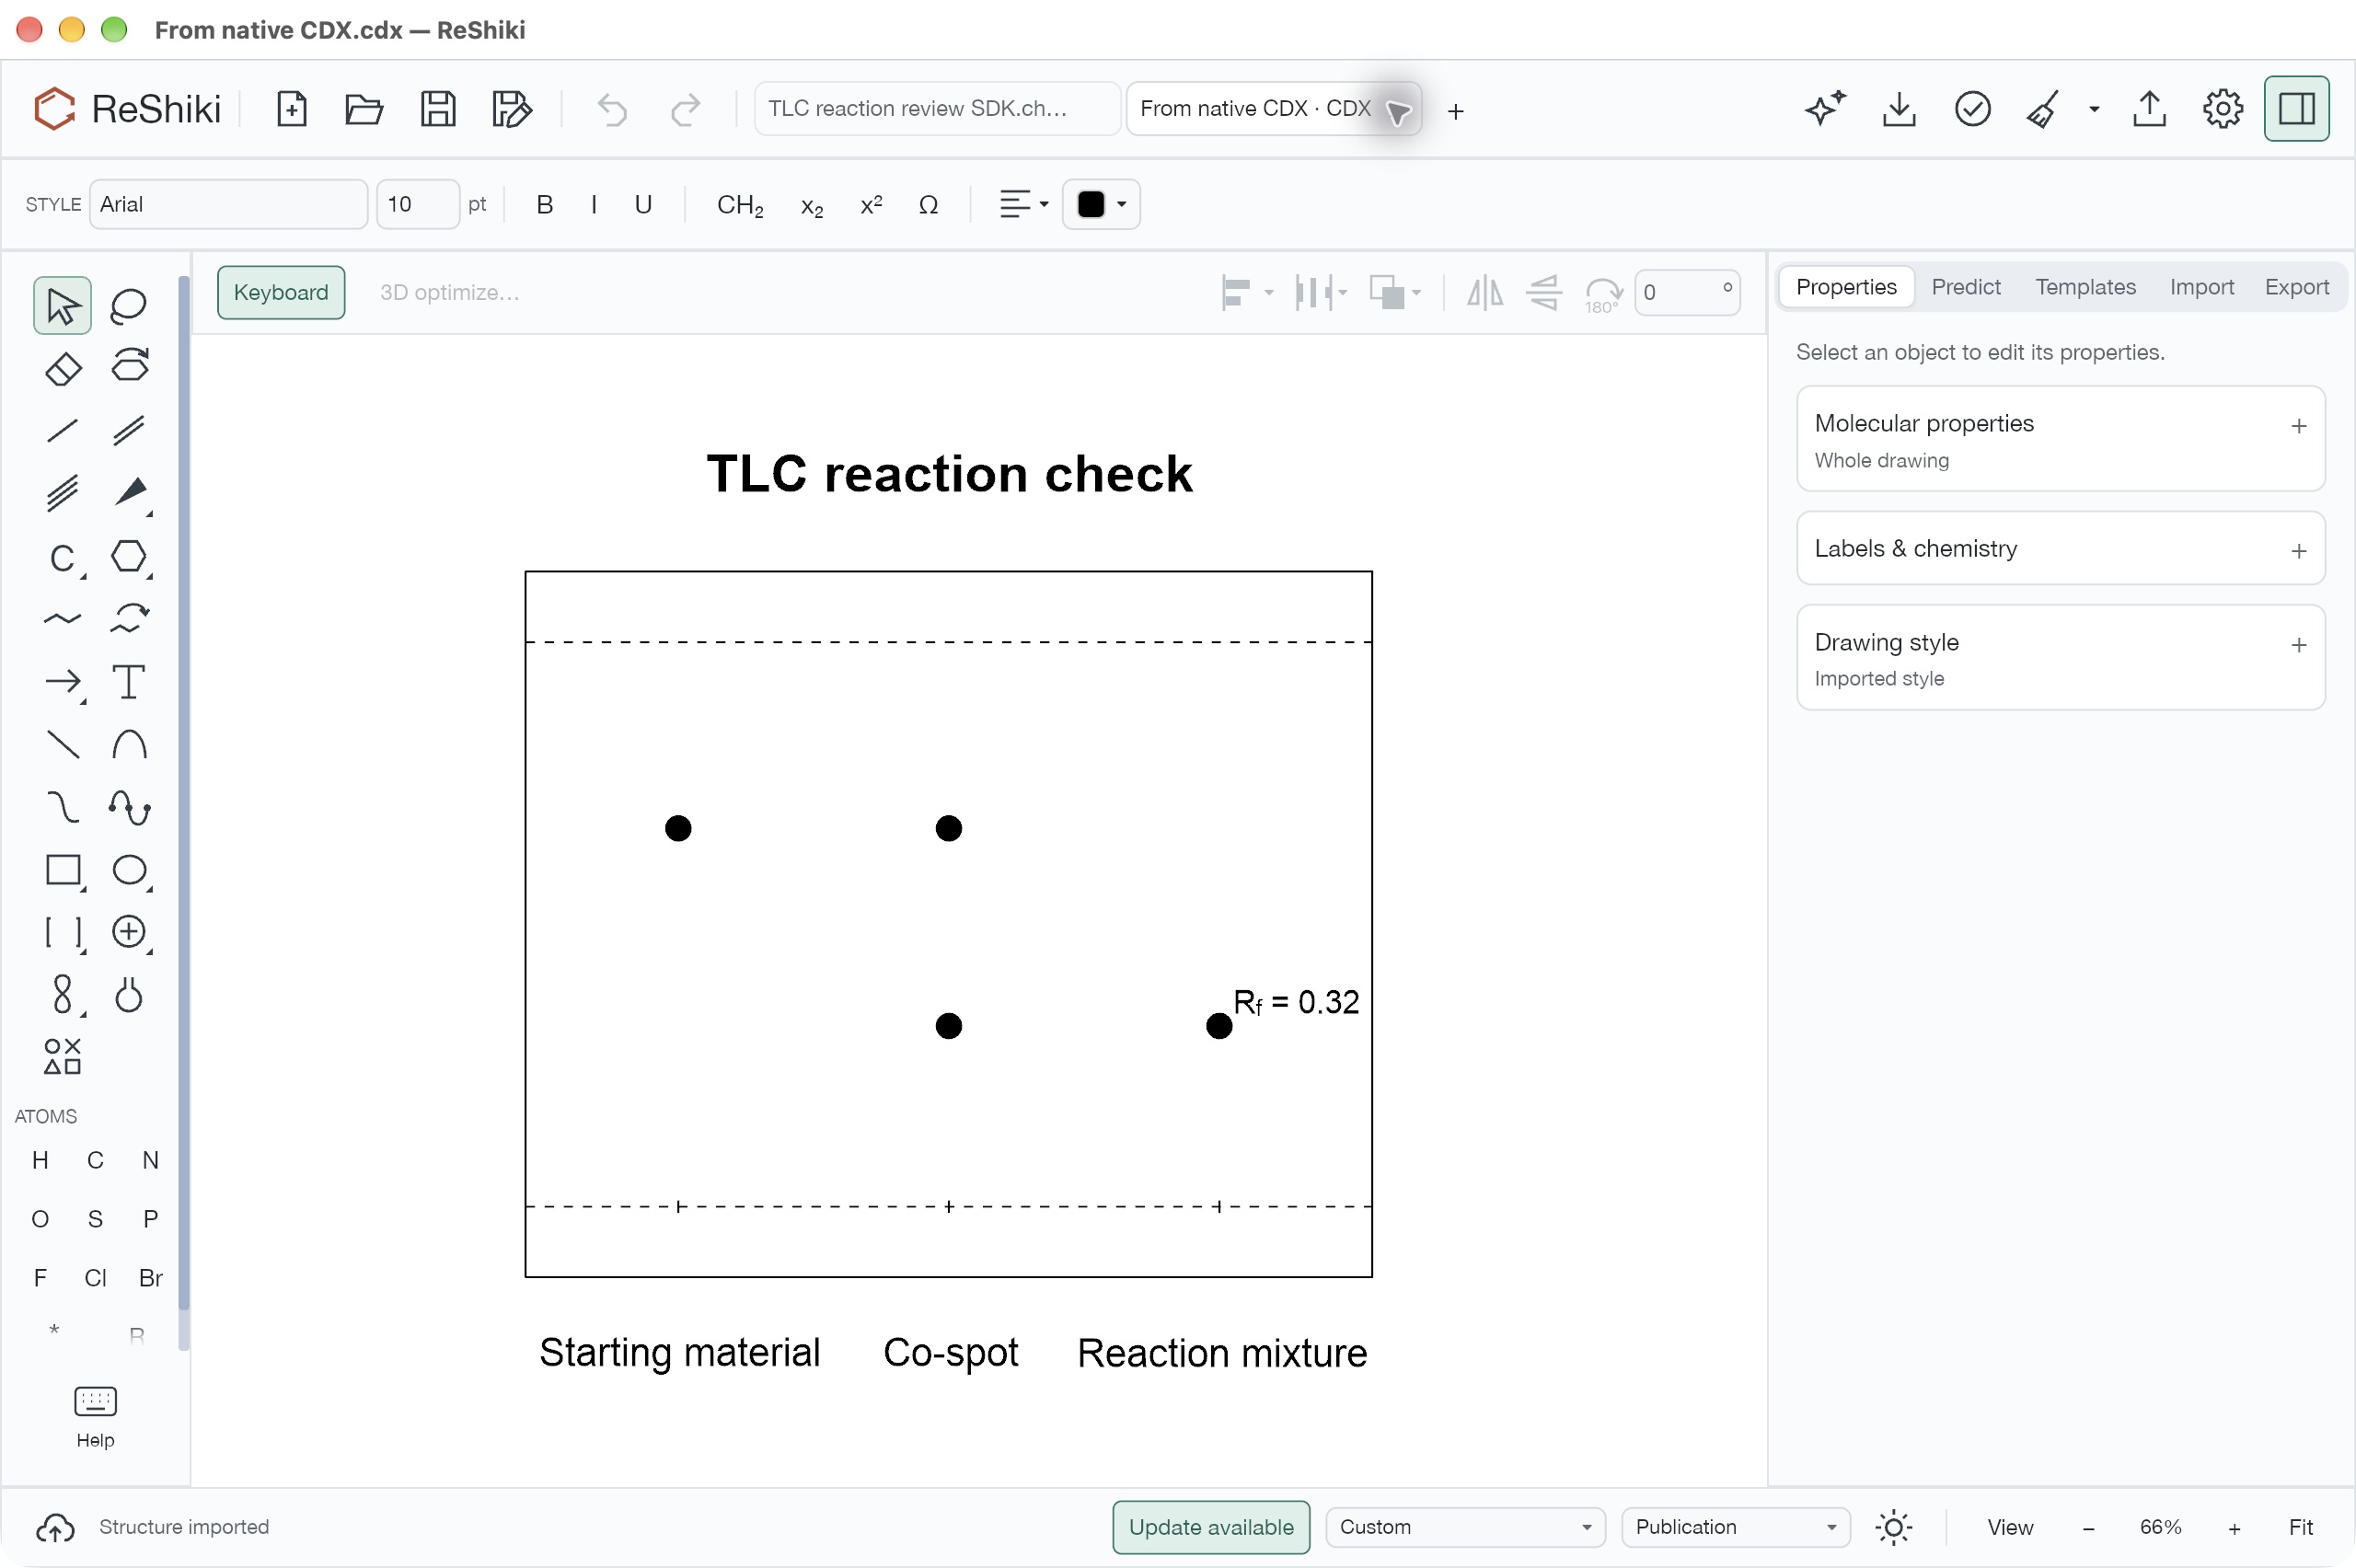 From native CDX.cdx — ReShiki
ReShiki
TLC reaction review SDK.ch...
From native CDX · CDX
+
STYLE Arial 10 pt B I U CH₂ x₂ x² Ω
Keyboard 3D optimize... 180° 0 °
Properties Predict Templates Import Export
Select an object to edit its properties.
Molecular properties +
Whole drawing
Labels & chemistry +
Drawing style +
Imported style
C
T
ATOMS
H C N
O S P
F Cl Br
* R
Help
TLC reaction check
Rf = 0.32
Starting material Co-spot Reaction mixture
Structure imported Update available Custom Publication View – 66% + Fit